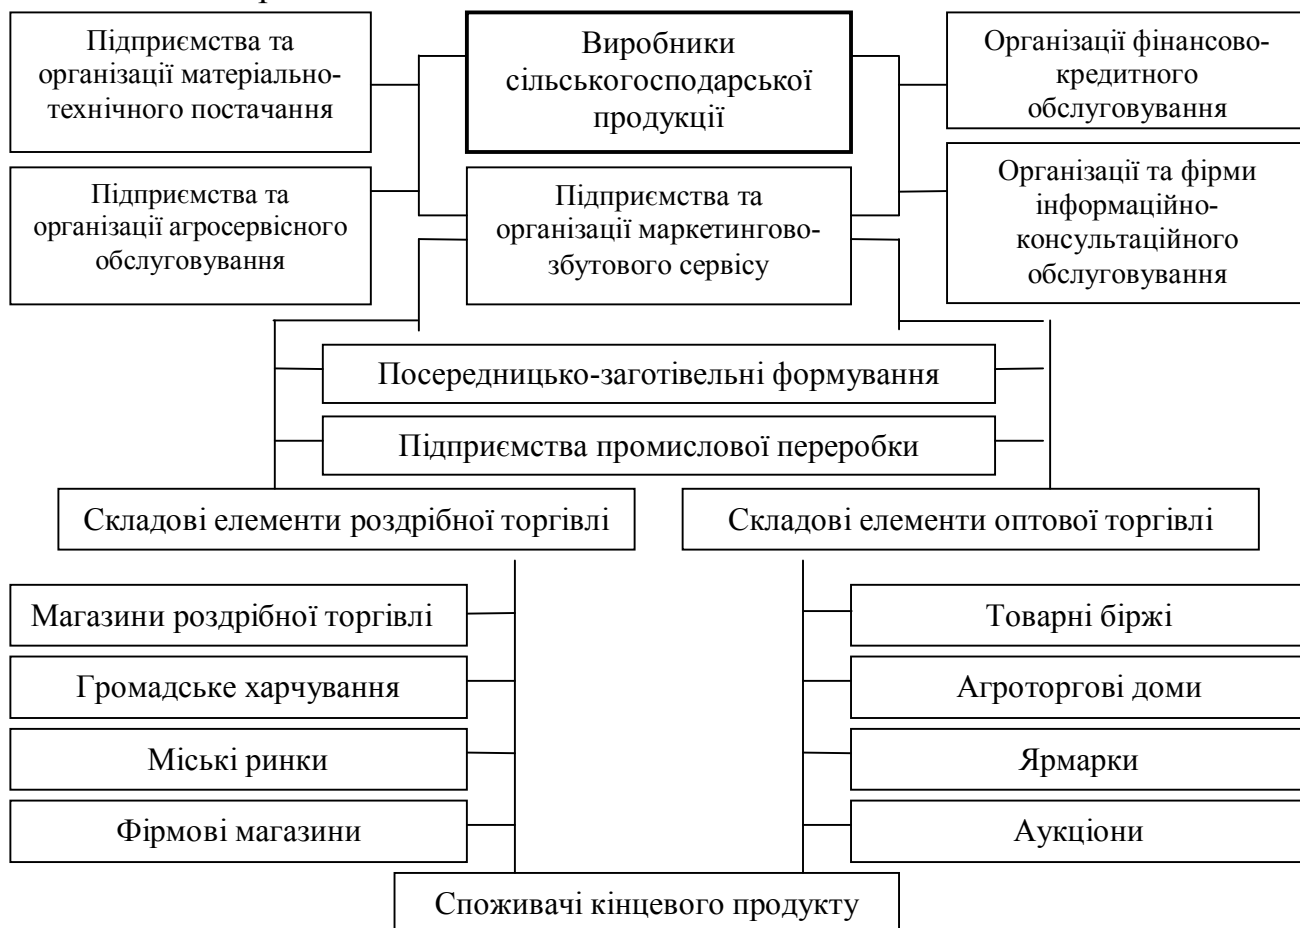 Підприємства та
організації матеріально-
технічного постачання
Виробники
сільськогосподарської
продукції
Організації фінансово-
кредитного
обслуговування
Підприємства та
організації агросервісного
обслуговування
Підприємства та
організації маркетингово-
збутового сервісу
Організації та фірми
інформаційно-
консультаційного
обслуговування
Посередницько-заготівельні формування
Підприємства промислової переробки
Складові елементи роздрібної торгівлі
Складові елементи оптової торгівлі
Магазини роздрібної торгівлі
Товарні біржі
Громадське харчування
Агроторгові доми
Міські ринки
Ярмарки
Фірмові магазини
Аукціони
Споживачі кінцевого продукту